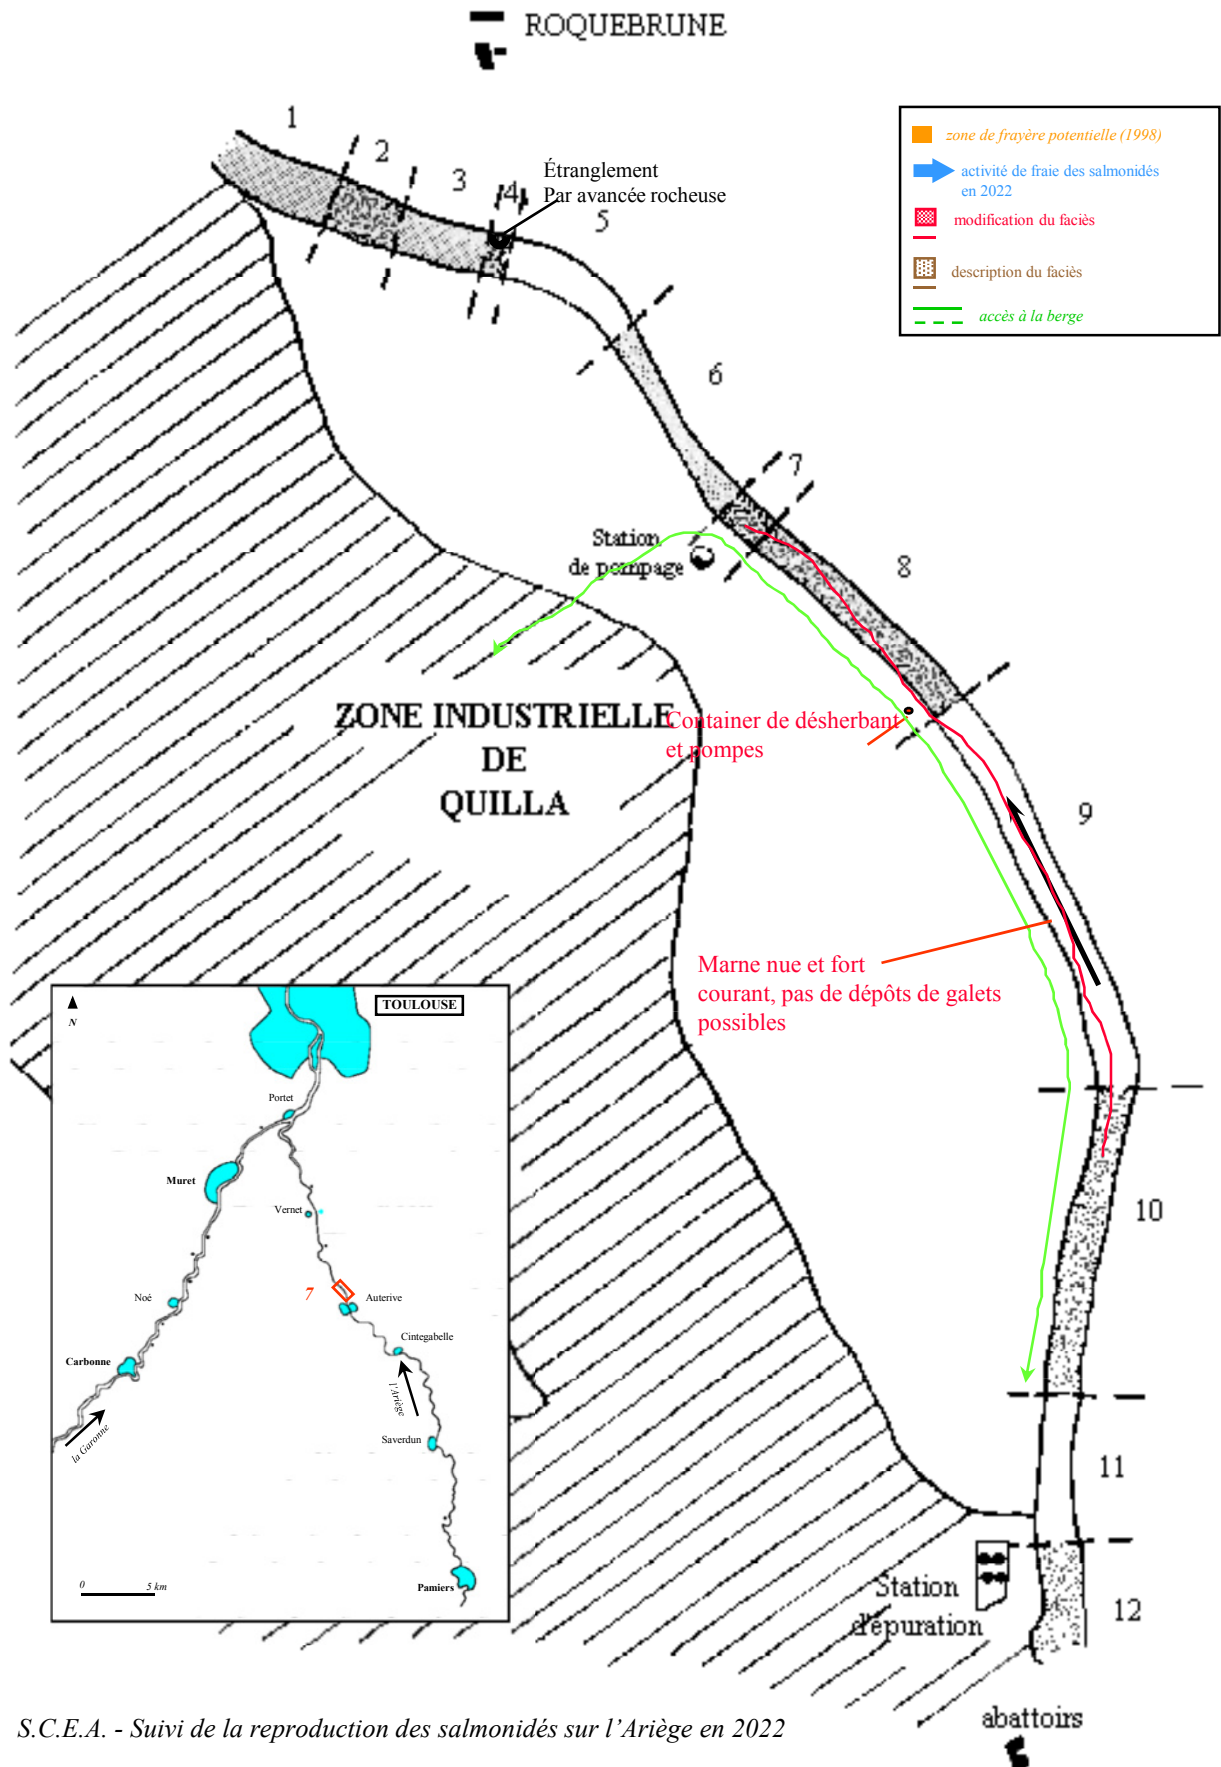 ROQUEBRUNE
1
2
3
4
5
Étranglement
Par avancée rocheuse
zone de frayère potentielle (1998)
activité de fraie des salmonidés
en 2022
modification du faciès
description du faciès
accès à la berge
6
7
8
Station
de pompage
ZONE INDUSTRIELLE
DE
QUILLA
Container de désherbant
et pompes
9
Marne nue et fort
courant, pas de dépôts de galets
possibles
10
11
12
Station
d'épuration
abattoirs
N
TOULOUSE
Portet
Muret
Vernet
7
Auterive
Noé
Cintegabelle
Carbonne
l'Ariège
la Garonne
Saverdun
Pamiers
0 5 km
S.C.E.A. - Suivi de la reproduction des salmonidés sur l’Ariège en 2022